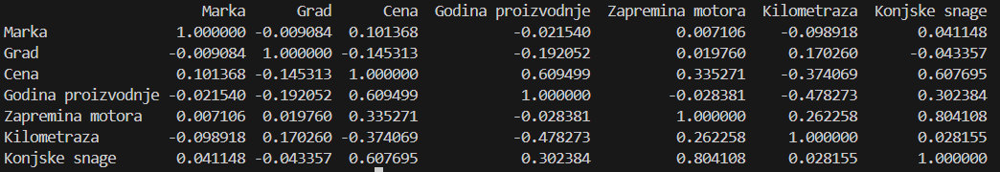 Marka Grad Cena Godina proizvodnje Zapremina motora Kilometraza Konjske snage
Marka 1.000000 -0.009084 0.101368 -0.021540 0.007106 -0.098918 0.041148
Grad -0.009084 1.000000 -0.145313 -0.192052 0.019760 0.170260 -0.043357
Cena 0.101368 -0.145313 1.000000 0.609499 0.335271 -0.374069 0.607695
Godina proizvodnje -0.021540 -0.192052 0.609499 1.000000 -0.028381 -0.478273 0.302384
Zapremina motora 0.007106 0.019760 0.335271 -0.028381 1.000000 0.262258 0.804108
Kilometraza -0.098918 0.170260 -0.374069 -0.478273 0.262258 1.000000 0.028155
Konjske snage 0.041148 -0.043357 0.607695 0.302384 0.804108 0.028155 1.000000